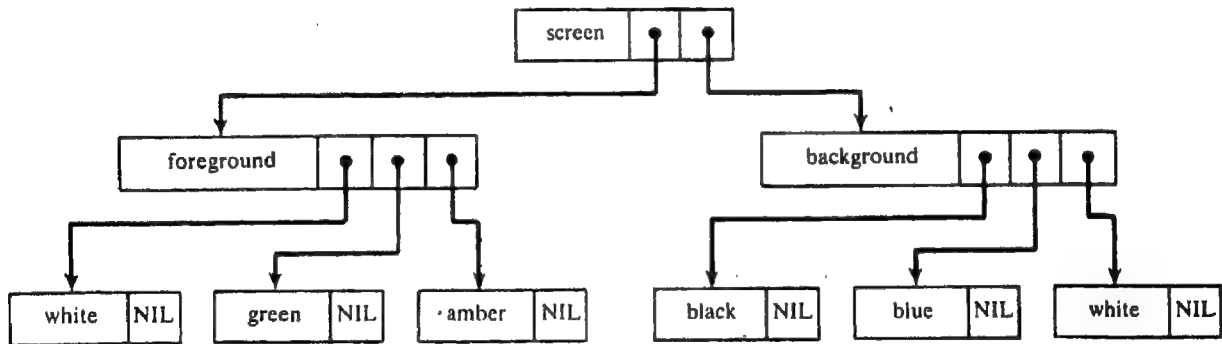 screen
foreground background
white NIL green NIL amber NIL black NIL blue NIL white NIL